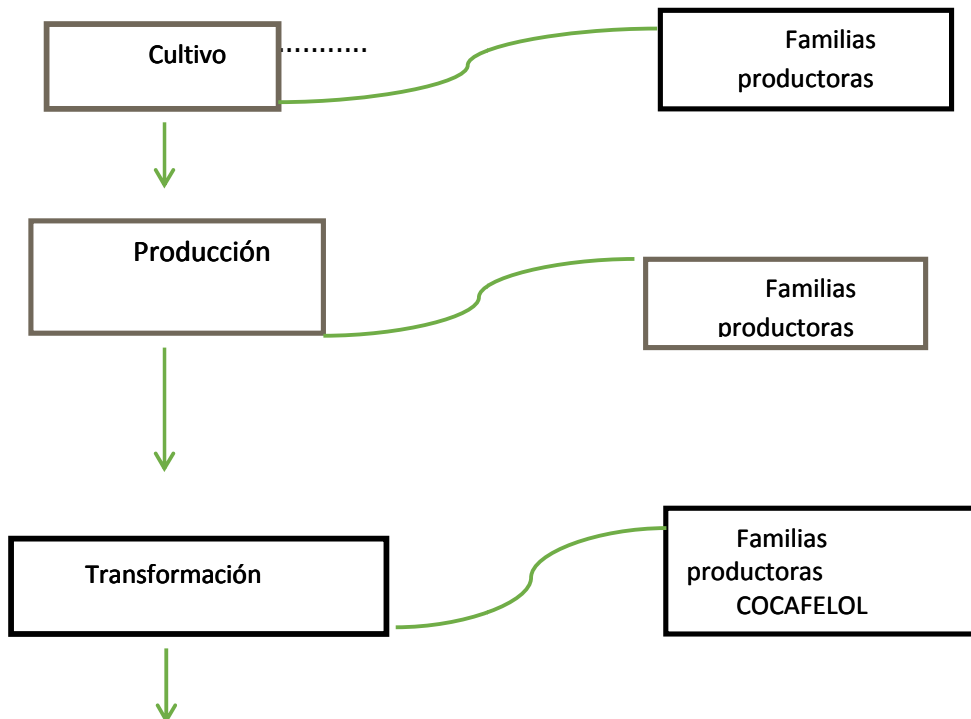 Cultivo...........
Familias
productoras
Producción
Familias
productoras
Transformación
Familias
productoras
COCAFELOL